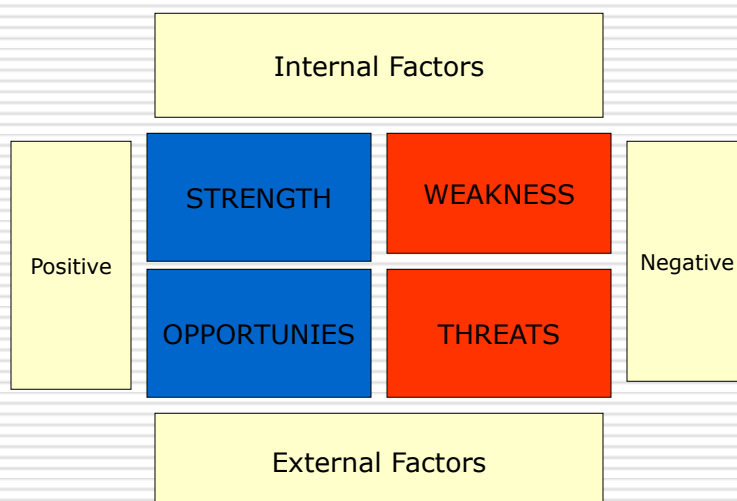 Internal Factors
STRENGTH
WEAKNESS
Positive
Negative
OPPORTUNIES
THREATS
External Factors